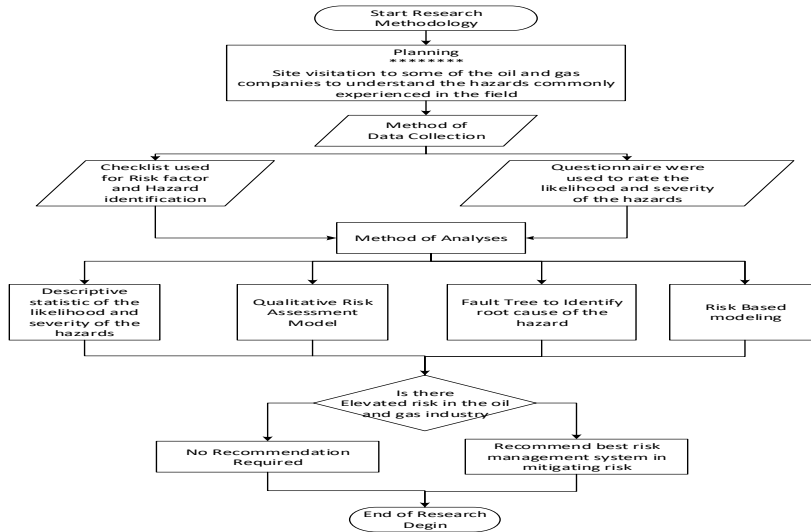 Start Research
Methodology
Planning
********
Site visitation to some of the oil and gas
companies to understand the hazards commonly
experienced in the field
Method of
Data Collection
Checklist used
for Risk factor
and Hazard
identification
Questionnaire were
used to rate the
likelihood and severity
of the hazards
Method of Analyses
Descriptive
statistic of the
likelihood and
severity of the
hazards
Qualitative Risk
Assessment
Model
Fault Tree to Identify
root cause of the
hazard
Risk Based
modeling
Is there
Elevated risk in the oil
and gas industry
No Recommendation
Required
Recommend best risk
management system in
mitigating risk
End of Research
Degin